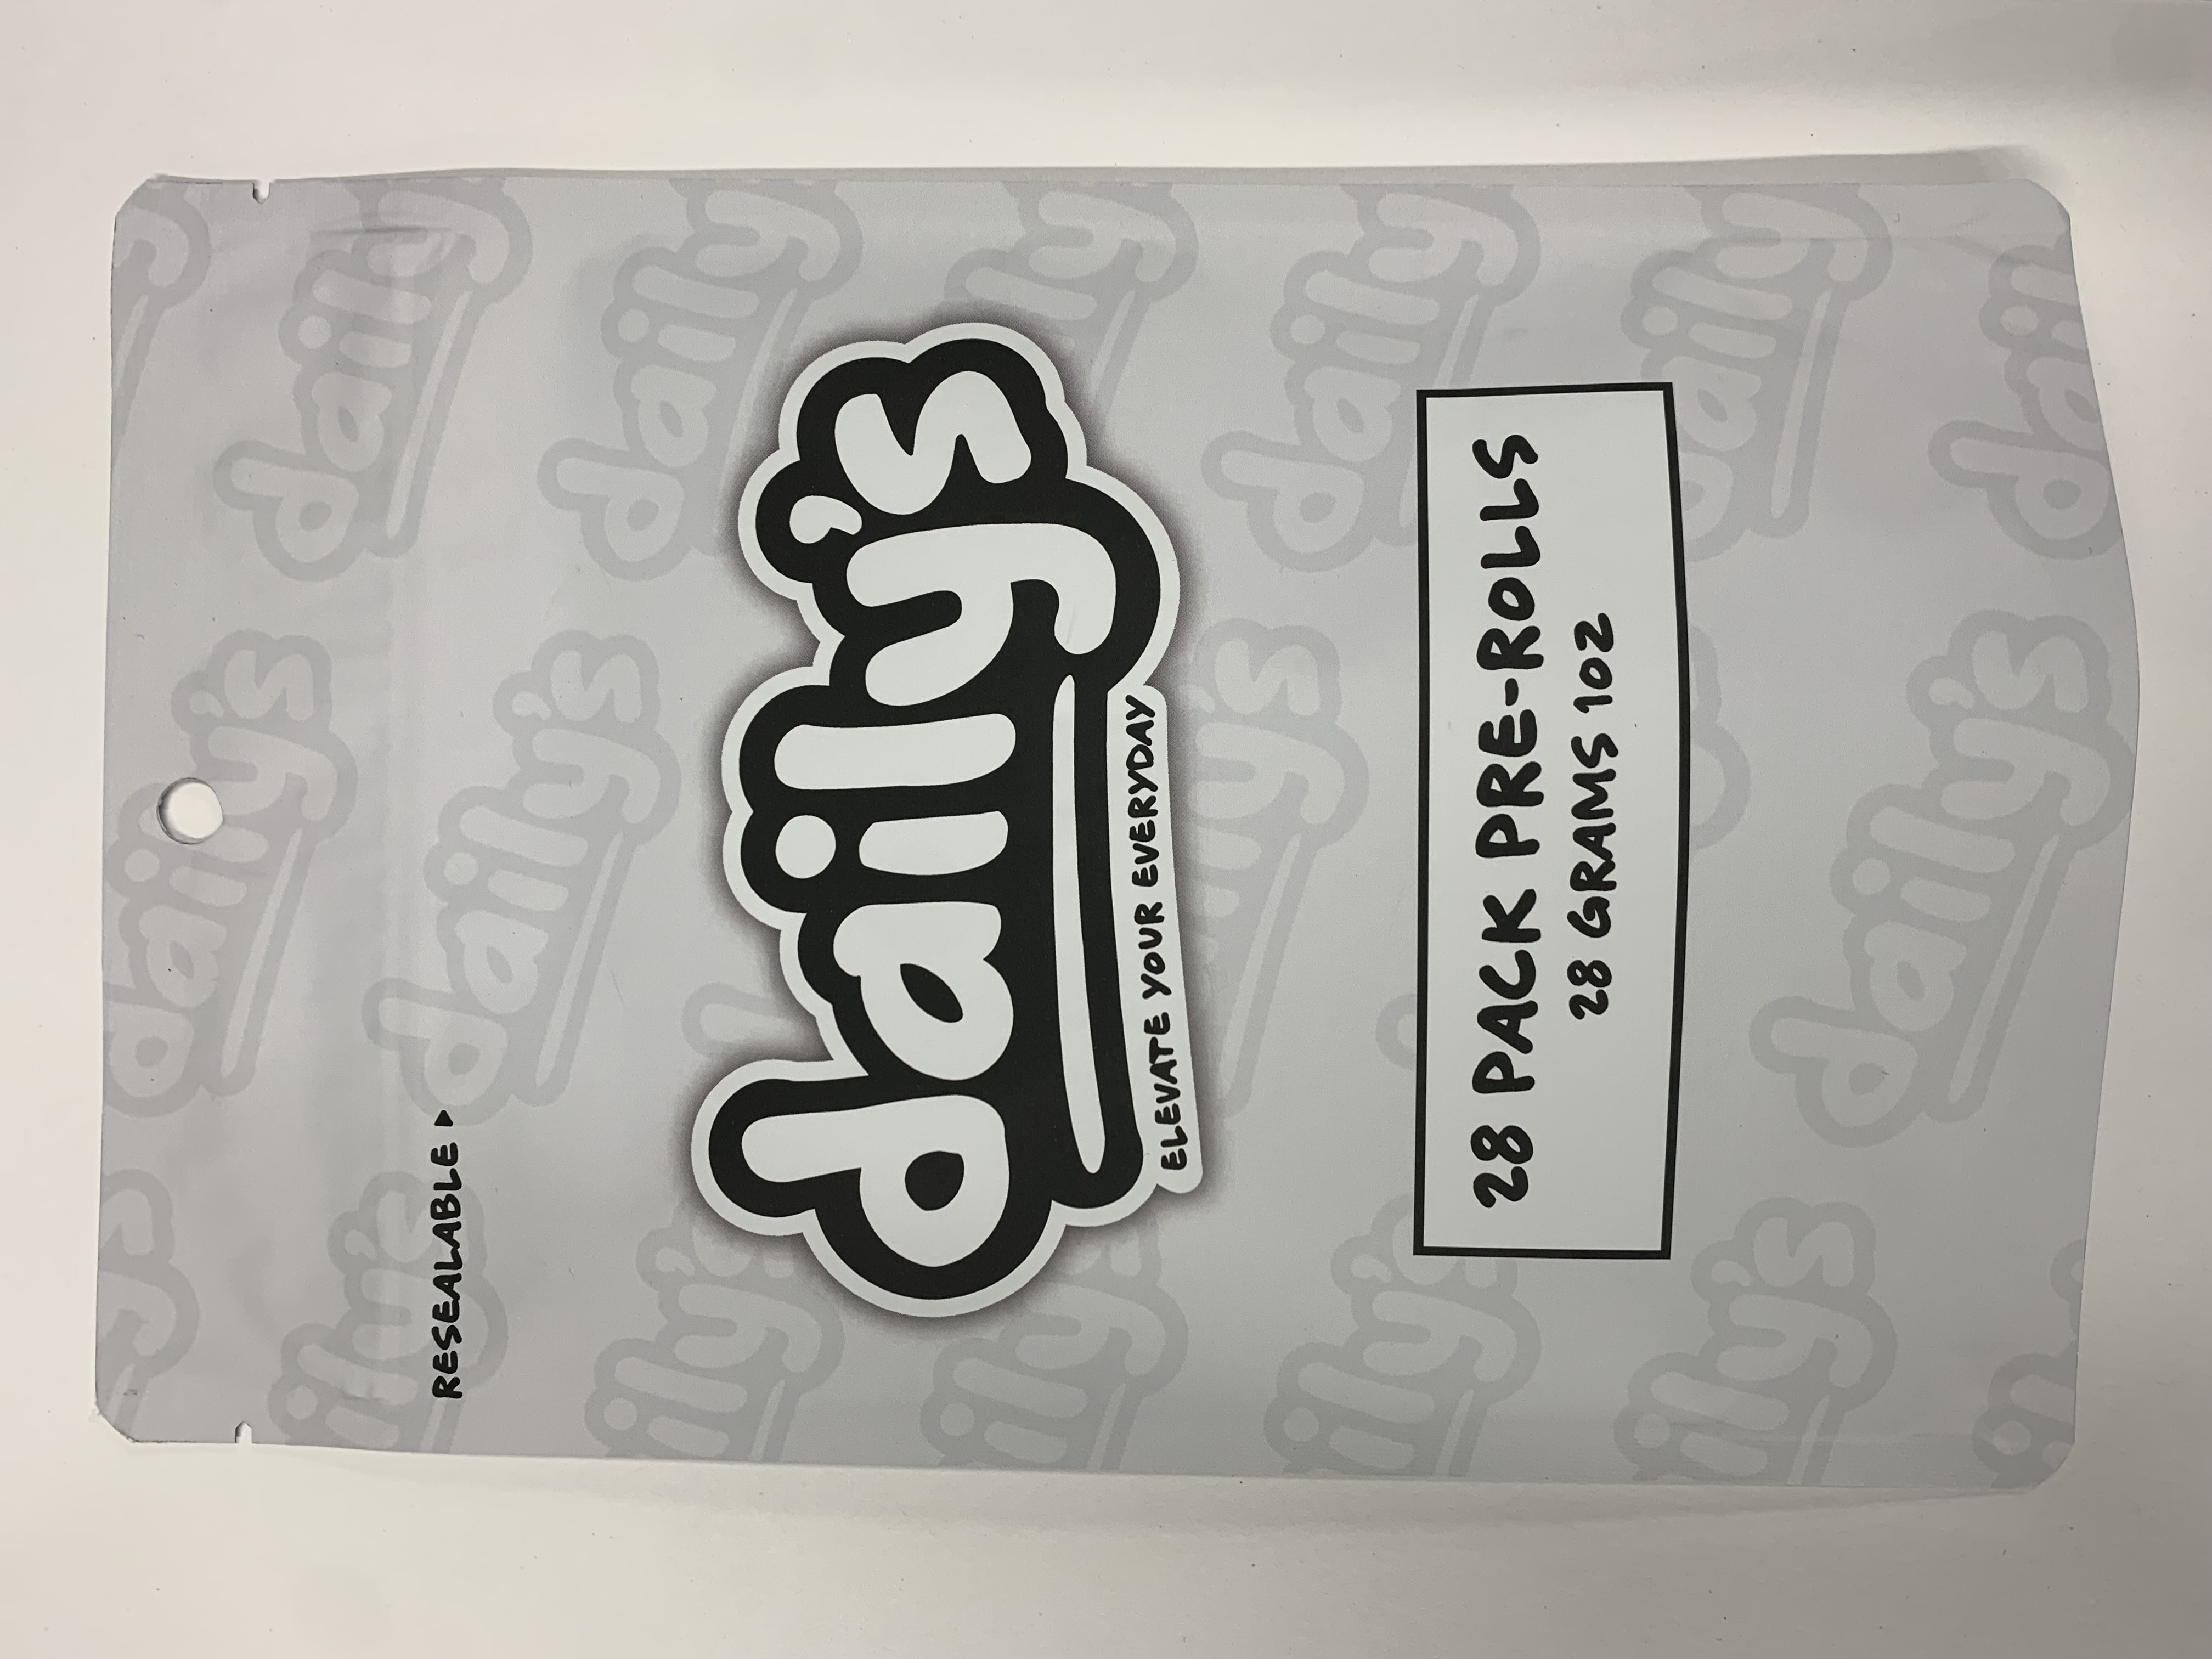 RESEALABLE ▸
daily's
ELEVATE YOUR EVERYDAY
28 PACK PRE-ROLLS
28 GRAMS 1OZ